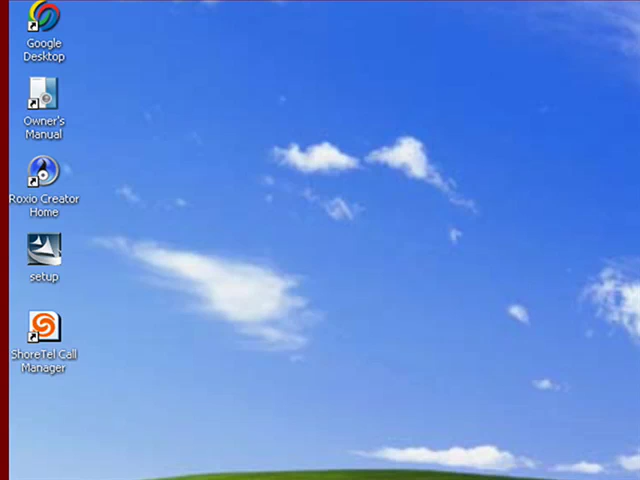 Google
Desktop
Owner's
Manual
Roxio Creator
Home
setup
ShoreTel Call
Manager